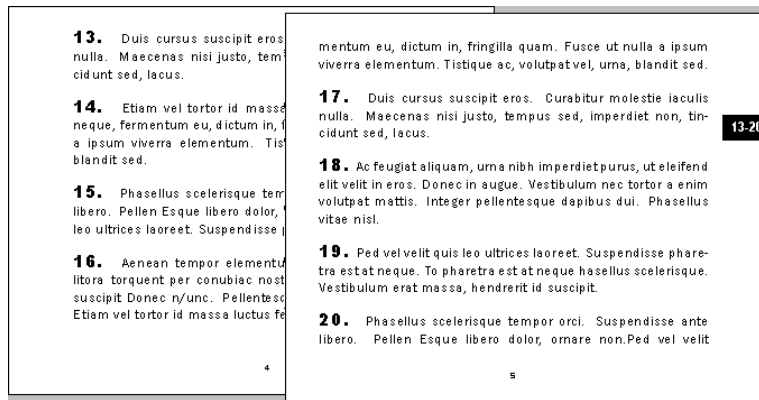 13. Duis cursus suscipit eros
nulla. Maecenas nisi justo, tem
cidunt sed, lacus.
14. Etiam vel tortor id massa
neque, fermentum eu, dictum in, f
a ipsum viverra elementum. Tis
blandit sed.
15. Phasellus scelerisque tem
libero. Pellen Esque libero dolor,
leo ultrices laoreet. Suspendisse
16. Aenean tempor elementu
litora torquent per conubiac nost
suscipit Donec n/unc. Pellentesc
Etiam vel tortor id massa luctus fe
4
mentum eu, dictum in, fringilla quam. Fusce ut nulla a ipsum
viverra elementum. Tistique ac, volutpat vel, urna, blandit sed.
17. Duis cursus suscipit eros. Curabitur molestie iaculis
nulla. Maecenas nisi justo, tempus sed, imperdiet non, tin-
cidunt sed, lacus.
18. Ac feugiat aliquam, urna nibh imperdiet purus, ut eleifend
elit velit in eros. Donec in augue. Vestibulum nec tortor a enim
volutpat mattis. Integer pellentesque dapibus dui. Phasellus
vitae nisl.
19. Ped vel velit quis leo ultrices laoreet. Suspendisse phare-
tra est at neque. To pharetra est at neque hasellus scelerisque.
Vestibulum erat massa, hendrerit id suscipit.
20. Phasellus scelerisque tempor orci. Suspendisse ante
libero. Pellen Esque libero dolor, ornare non.Ped vel velit
5
13-20